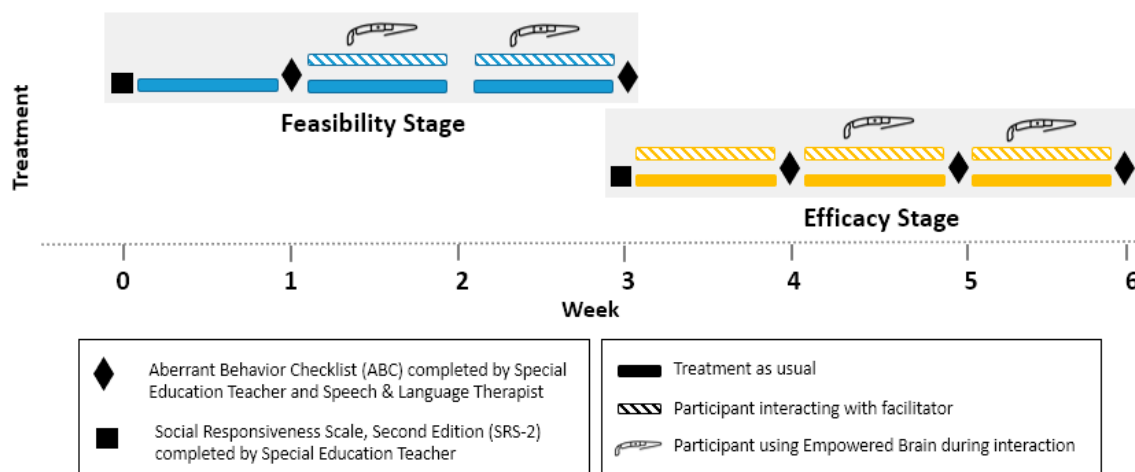 Treatment
Feasibility Stage
Efficacy Stage
0 1 2 3 4 5 6
Week
Aberrant Behavior Checklist (ABC) completed by Special
Education Teacher and Speech & Language Therapist
Social Responsiveness Scale, Second Edition (SRS-2)
completed by Special Education Teacher
Treatment as usual
Participant interacting with facilitator
Participant using Empowered Brain during interaction